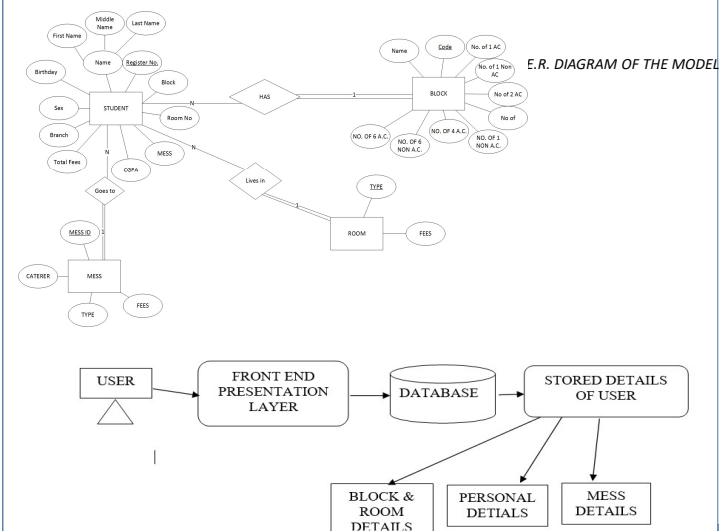 E.R. DIAGRAM OF THE MODEL
First Name
Middle
Name
Last Name
Name
Register No.
Birthday
Block
Sex
STUDENT
Room No
Branch
MESS
Total Fees
CGPA
N
HAS
1
Name
Code
No. of 1 AC
No. of 1 Non
AC
BLOCK
No of 2 AC
No of
NO. OF 6 A.C.
NO. OF 6
NON A.C.
NO. OF 4 A.C.
NO. OF 1
NON A.C.
N
Goes to
1
MESS ID
CATERER
MESS
TYPE
FEES
N
Lives in
1
TYPE
ROOM
FEES
USER
FRONT END
PRESENTATION
LAYER
DATABASE
STORED DETAILS
OF USER
BLOCK &
ROOM
DETAILS
PERSONAL
DETIALS
MESS
DETAILS